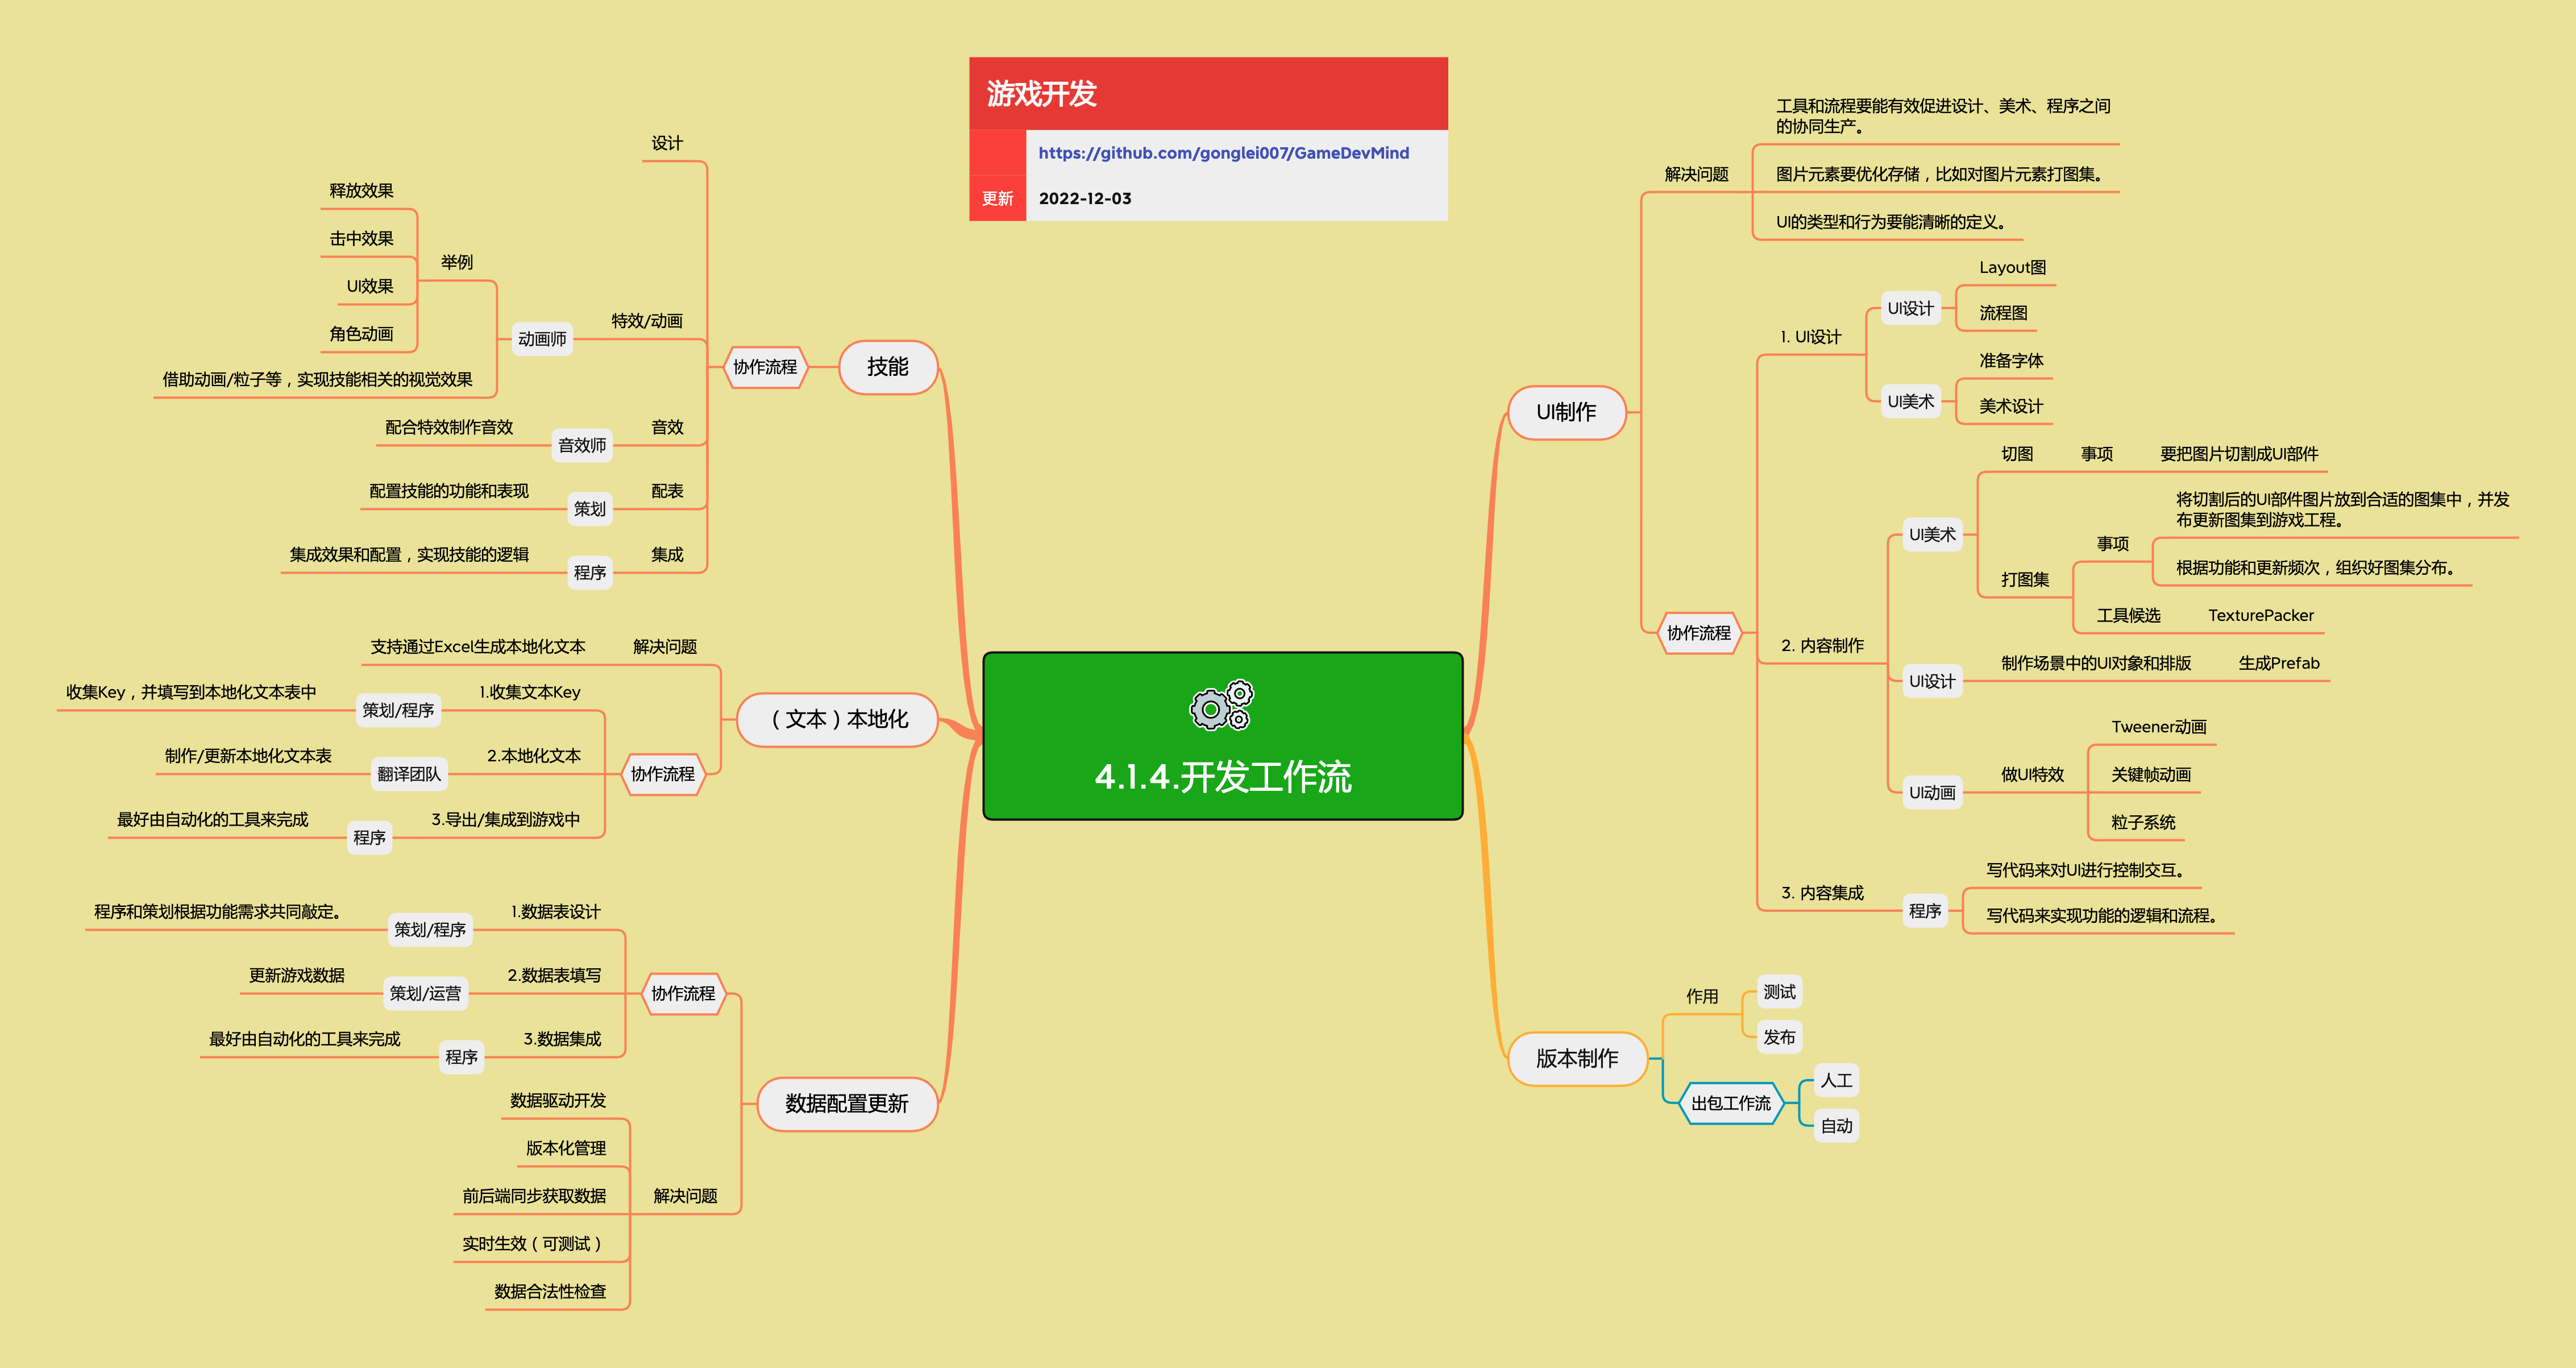 游戏开发
https://github.com/gonglei007/GameDevMind
更新
2022-12-03
4.1.4.开发工作流
技能
协作流程
设计
特效/动画
动画师
举例
释放效果
击中效果
UI效果
角色动画
借助动画/粒子等，实现技能相关的视觉效果
音效
音效师
配合特效制作音效
配表
策划
配置技能的功能和表现
集成
程序
集成效果和配置，实现技能的逻辑
（文本）本地化
解决问题
支持通过Excel生成本地化文本
协作流程
1.收集文本Key
策划/程序
收集Key，并填写到本地化文本表中
2.本地化文本
翻译团队
制作/更新本地化文本表
3.导出/集成到游戏中
程序
最好由自动化的工具来完成
数据配置更新
协作流程
1.数据表设计
策划/程序
程序和策划根据功能需求共同敲定。
2.数据表填写
策划/运营
更新游戏数据
3.数据集成
程序
最好由自动化的工具来完成
解决问题
数据驱动开发
版本化管理
前后端同步获取数据
实时生效（可测试）
数据合法性检查
UI制作
解决问题
工具和流程要能有效促进设计、美术、程序之间
的协同生产。
图片元素要优化存储，比如对图片元素打图集。
UI的类型和行为要能清晰的定义。
协作流程
1. UI设计
UI设计
Layout图
流程图
UI美术
准备字体
美术设计
2. 内容制作
UI美术
切图
事项
要把图片切割成UI部件
打图集
事项
将切割后的UI部件图片放到合适的图集中，并发
布更新图集到游戏工程。
根据功能和更新频次，组织好图集分布。
工具候选
TexturePacker
UI设计
制作场景中的UI对象和排版
生成Prefab
UI动画
做UI特效
Tweener动画
关键帧动画
粒子系统
3. 内容集成
程序
写代码来对UI进行控制交互。
写代码来实现功能的逻辑和流程。
版本制作
作用
测试
发布
出包工作流
人工
自动